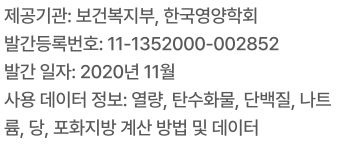 제공기관: 보건복지부, 한국영양학회
발간등록번호: 11-1352000-002852
발간 일자: 2020년 11월
사용 데이터 정보: 열량, 탄수화물, 단백질, 나트
륨, 당, 포화지방 계산 방법 및 데이터